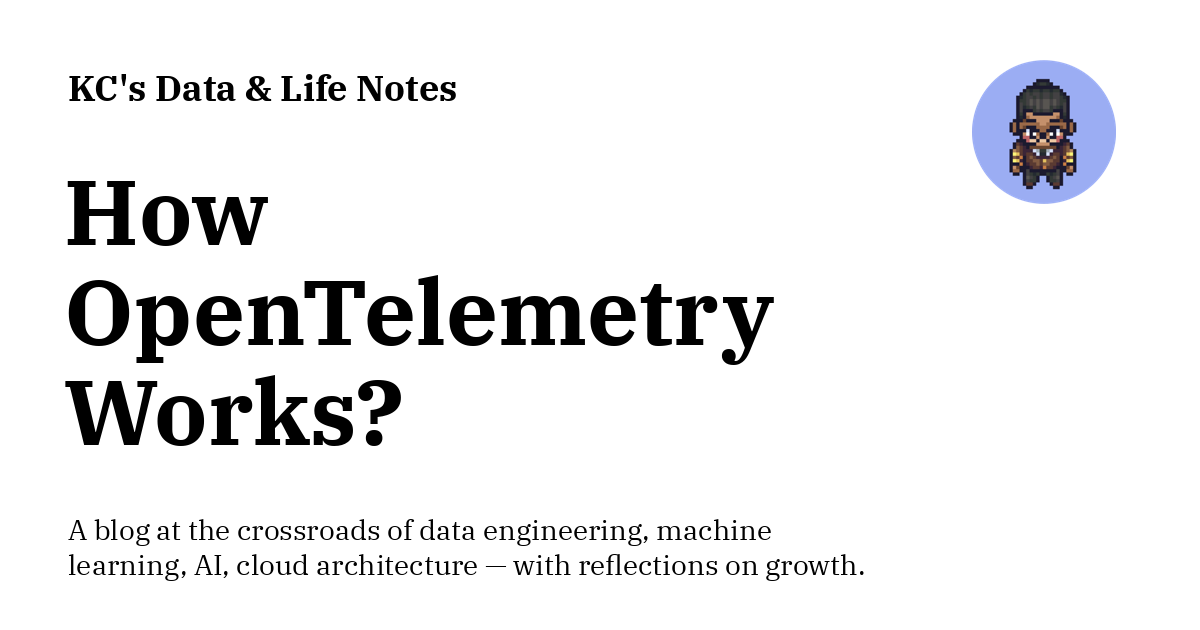 KC's Data & Life Notes
How
OpenTelemetry
Works?
A blog at the crossroads of data engineering, machine
learning, AI, cloud architecture — with reflections on growth.